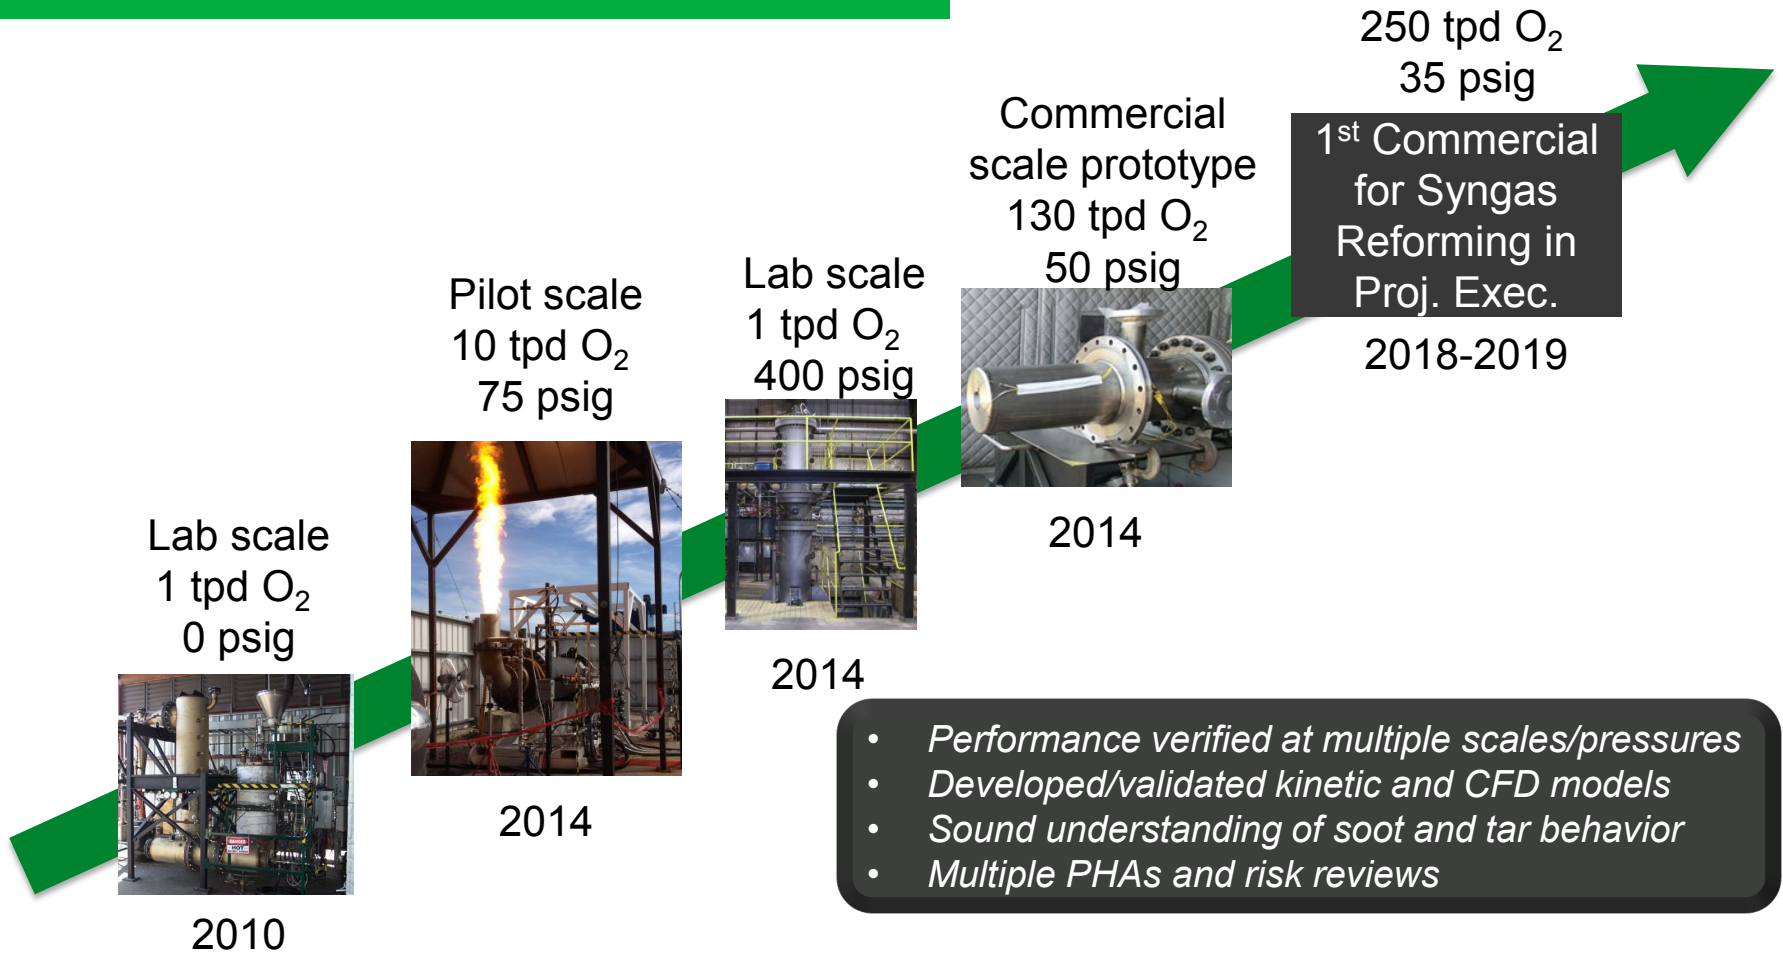 Lab scale
1 tpd O₂
0 psig
2010
Pilot scale
10 tpd O₂
75 psig
2014
Lab scale
1 tpd O₂
400 psig
2014
Commercial
scale prototype
130 tpd O₂
50 psig
2014
250 tpd O₂
35 psig
1st Commercial
for Syngas
Reforming in
Proj. Exec.
2018-2019
• Performance verified at multiple scales/pressures
• Developed/validated kinetic and CFD models
• Sound understanding of soot and tar behavior
• Multiple PHAs and risk reviews
DANGER
HOT